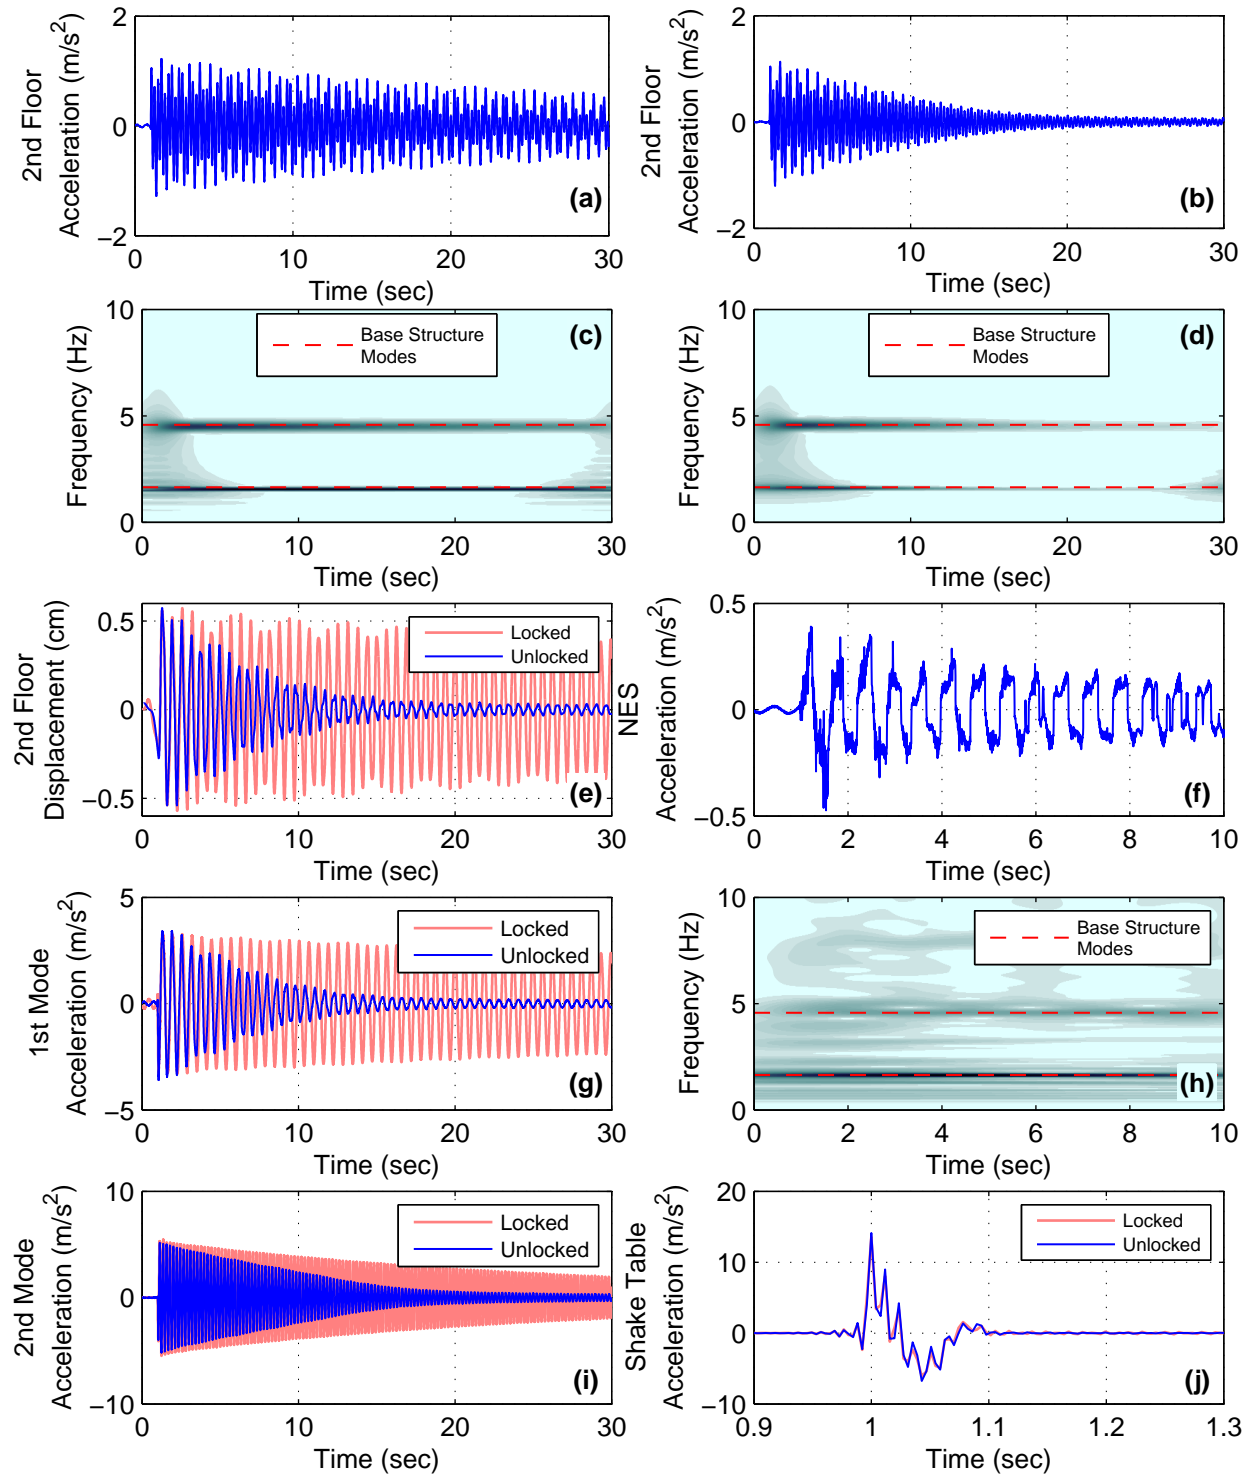 2nd Floor
Acceleration (m/s²)
2
1
0
−1
−2
0 10 20 30
Time (sec)
(a)
2nd Floor
Acceleration (m/s²)
2
1
0
−1
−2
0 10 20 30
Time (sec)
(b)
Frequency (Hz)
10
5
0
0 10 20 30
Time (sec)
Base Structure
Modes
(c)
Frequency (Hz)
10
5
0
0 10 20 30
Time (sec)
Base Structure
Modes
(d)
2nd Floor
Displacement (cm)
0.5
0
−0.5
0 10 20 30
Time (sec)
Locked
Unlocked
(e)
NES
Acceleration (m/s²)
0.5
0
−0.5
0 2 4 6 8 10
Time (sec)
(f)
1st Mode
Acceleration (m/s²)
5
0
−5
0 10 20 30
Time (sec)
Locked
Unlocked
(g)
Frequency (Hz)
10
5
0
0 2 4 6 8 10
Time (sec)
Base Structure
Modes
(h)
2nd Mode
Acceleration (m/s²)
10
0
−10
0 10 20 30
Time (sec)
Locked
Unlocked
(i)
Shake Table
Acceleration (m/s²)
20
10
0
−10
0.9 1 1.1 1.2 1.3
Time (sec)
Locked
Unlocked
(j)